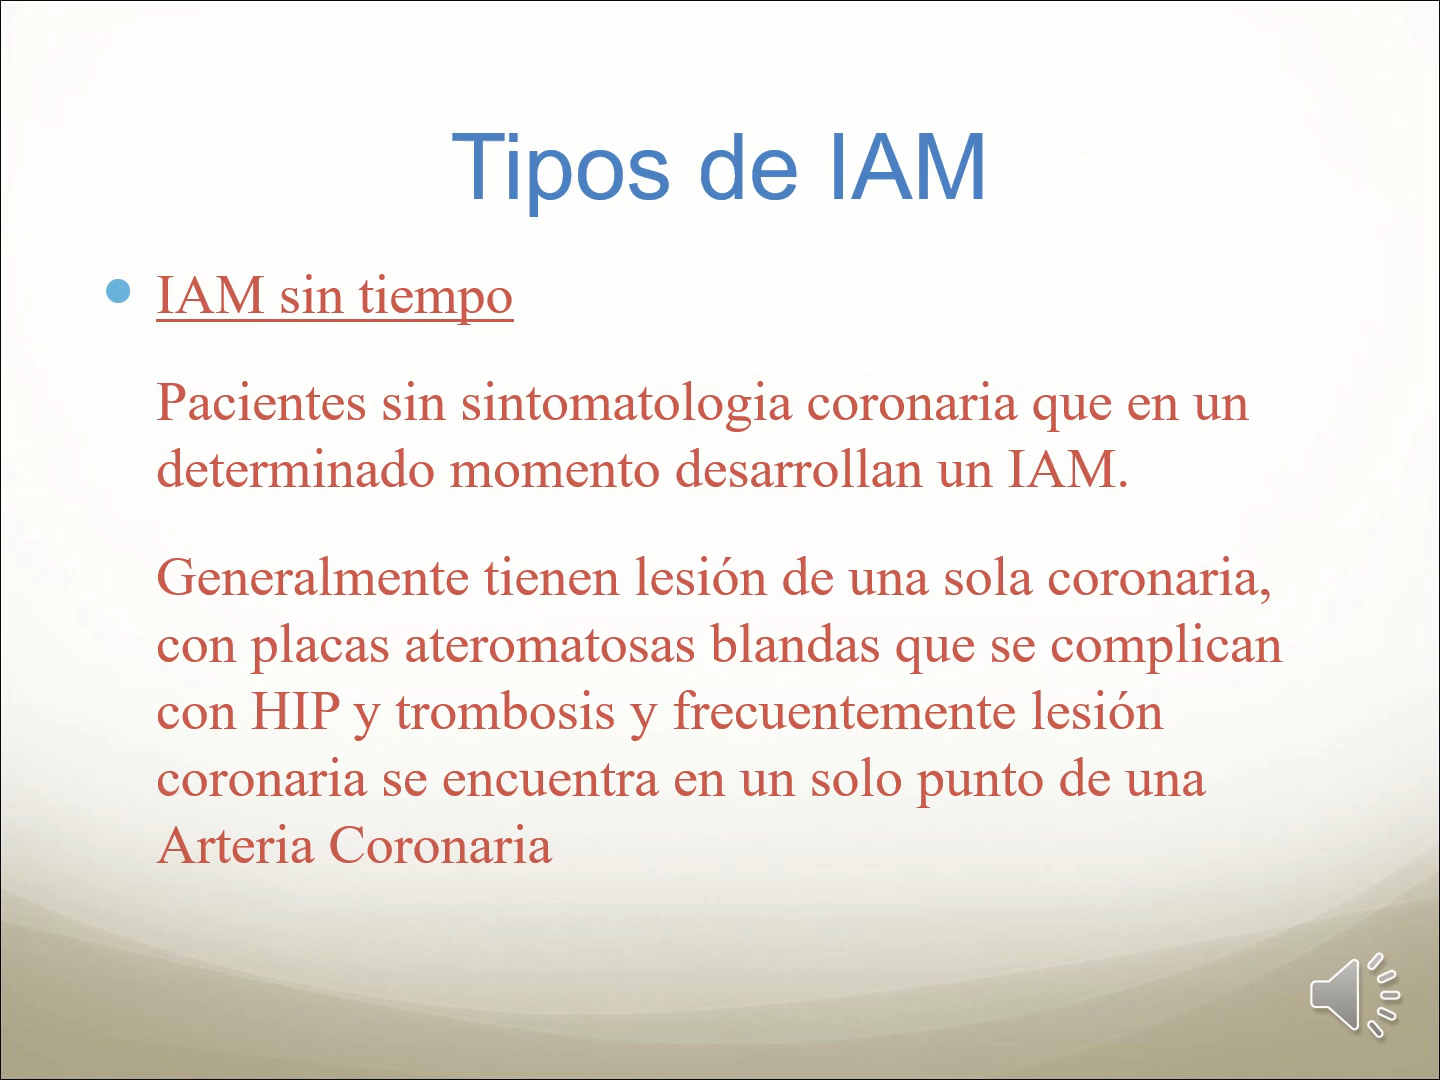 Tipos de IAM
IAM sin tiempo
Pacientes sin sintomatologia coronaria que en un
determinado momento desarrollan un IAM.
Generalmente tienen lesión de una sola coronaria,
con placas ateromatosas blandas que se complican
con HIP y trombosis y frecuentemente lesión
coronaria se encuentra en un solo punto de una
Arteria Coronaria